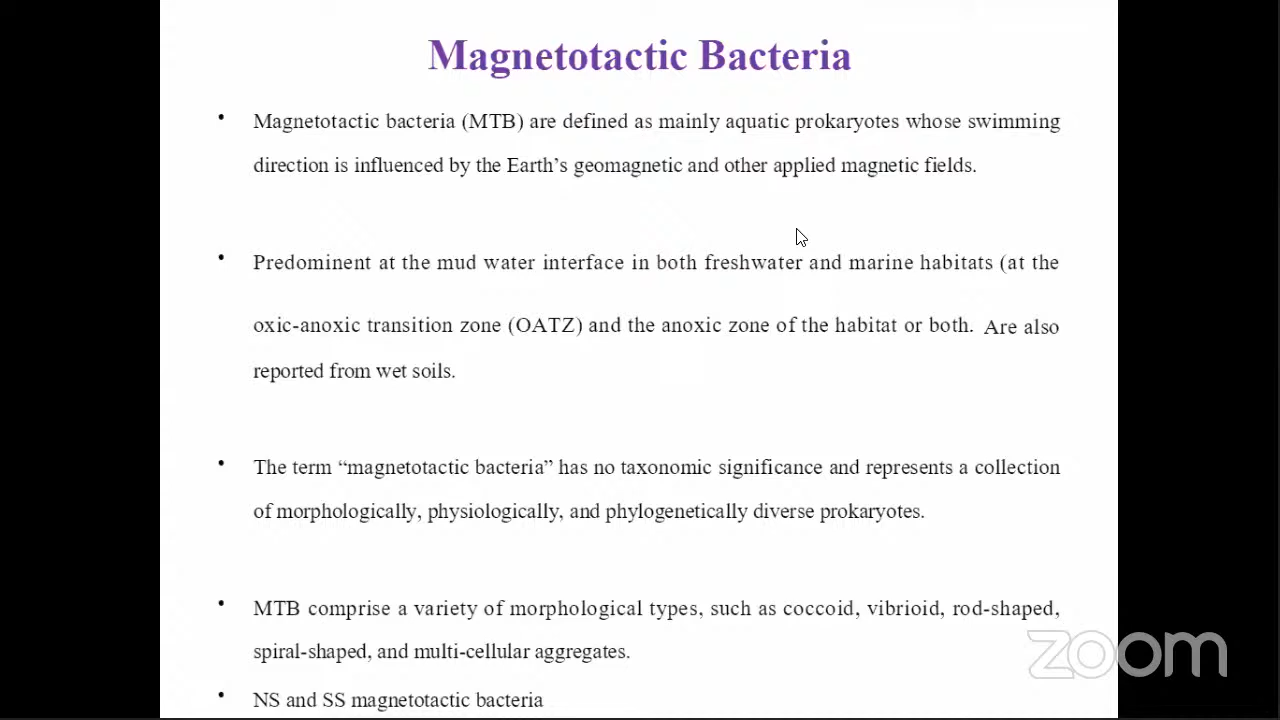 Magnetotactic Bacteria
• Magnetotactic bacteria (MTB) are defined as mainly aquatic prokaryotes whose swimming
direction is influenced by the Earth’s geomagnetic and other applied magnetic fields.
• Predominent at the mud water interface in both freshwater and marine habitats (at the
oxic-anoxic transition zone (OATZ) and the anoxic zone of the habitat or both. Are also
reported from wet soils.
• The term “magnetotactic bacteria” has no taxonomic significance and represents a collection
of morphologically, physiologically, and phylogenetically diverse prokaryotes.
• MTB comprise a variety of morphological types, such as coccoid, vibrioid, rod-shaped,
spiral-shaped, and multi-cellular aggregates.
• NS and SS magnetotactic bacteria
zoom